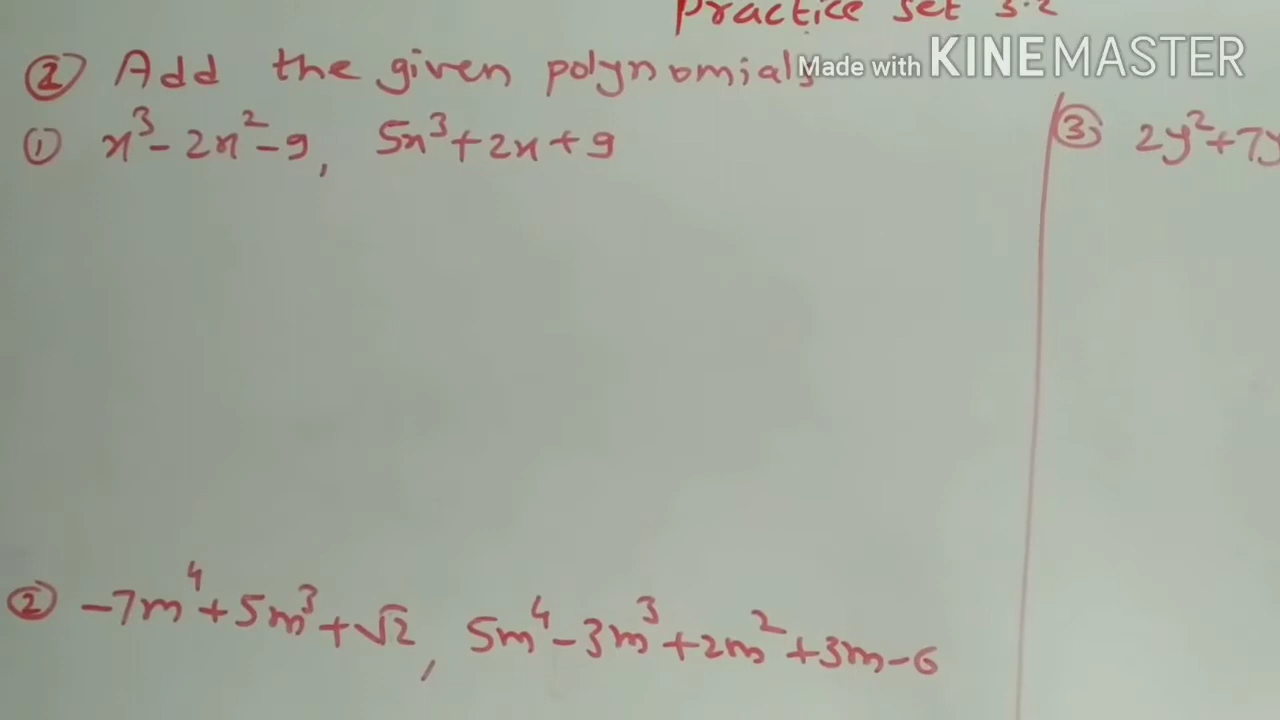 Practice Set 3.2
② Add the given polynomials
Made with KINEMASTER
① x³ - 2x² - 9, 5x³ + 2x + 9
③ 2y² + 7y
② -7m⁴ + 5m³ + √2, 5m⁴ - 3m³ + 2m² + 3m - 6